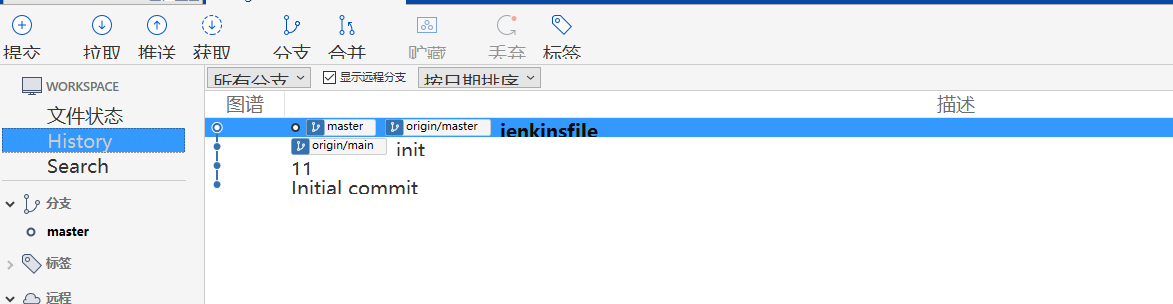 提交 拉取 推送 获取 分支 合并 贮藏 丢弃 标签
WORKSPACE
文件状态
History
Search
分支
master
标签
远程
所有分支 显示远程分支 按日期排序
图谱 描述
master origin/master jenkinsfile
origin/main init
11
Initial commit